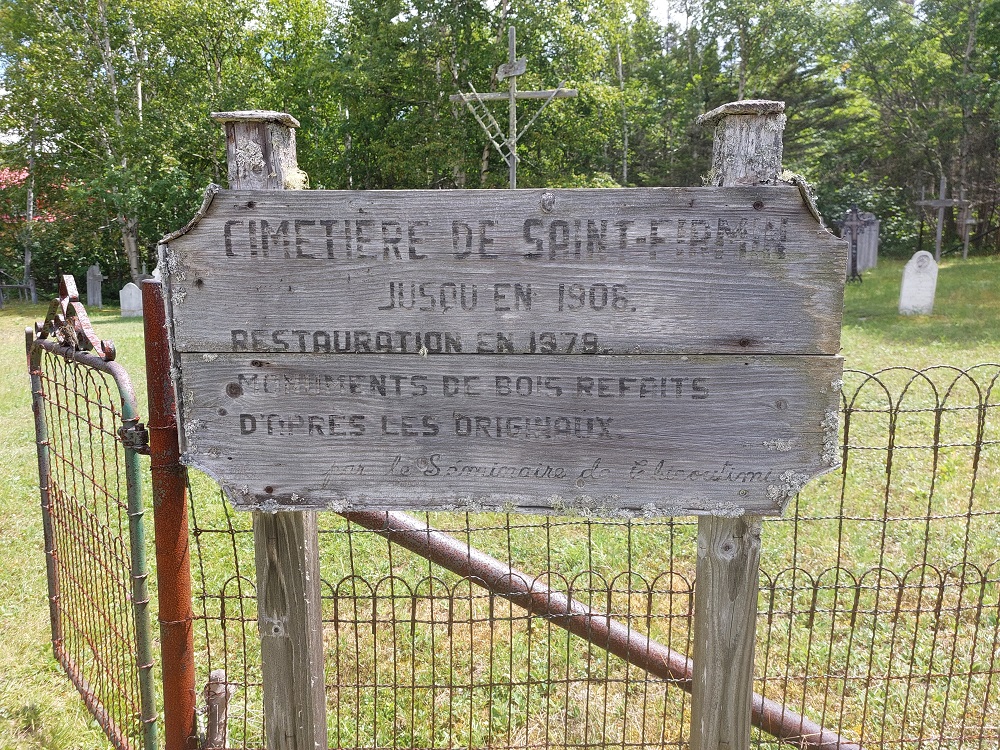 CIMETIÈRE DE SAINT-FIRMIN
JUSQU EN 1906.
RESTAURATION EN 1979.
MONUMENTS DE BOIS REFAITS
D'APRES LES ORIGINAUX
par le Séminaire de Chicoutimi